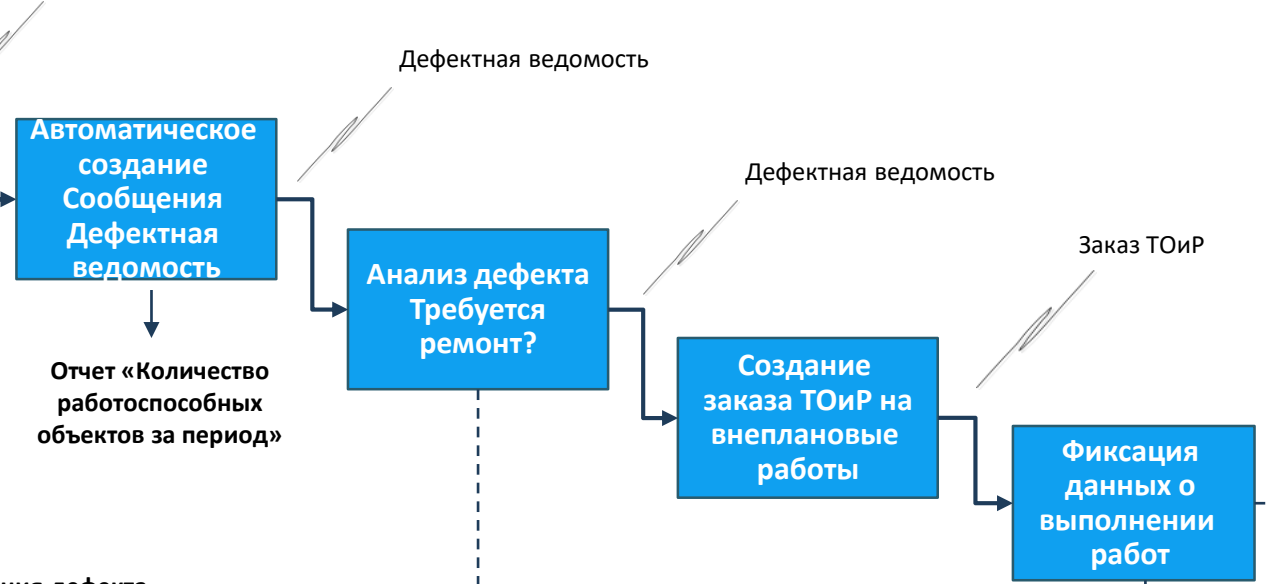 Дефектная ведомость
Автоматическое
создание
Сообщения
Дефектная
ведомость
Дефектная ведомость
Анализ дефекта
Требуется
ремонт?
Заказ ТОиР
Отчет «Количество
работоспособных
объектов за период»
Создание
заказа ТОиР на
внеплановые
работы
Фиксация
данных о
выполнении
работ
дефекта